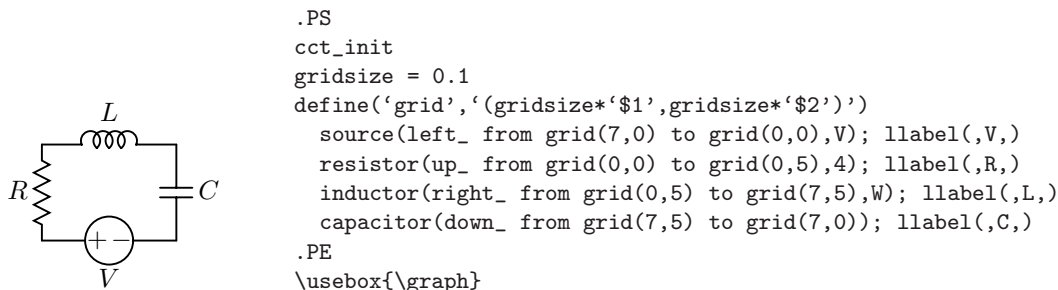 L
R
C
+ −
V
.PS
cct_init
gridsize = 0.1
define(‘grid’,‘(gridsize*‘$1’,gridsize*‘$2’)’)
source(left_ from grid(7,0) to grid(0,0),V); llabel(,V,)
resistor(up_ from grid(0,0) to grid(0,5),4); llabel(,R,)
inductor(right_ from grid(0,5) to grid(7,5),W); llabel(,L,)
capacitor(down_ from grid(7,5) to grid(7,0)); llabel(,C,)
.PE
\usebox{\graph}